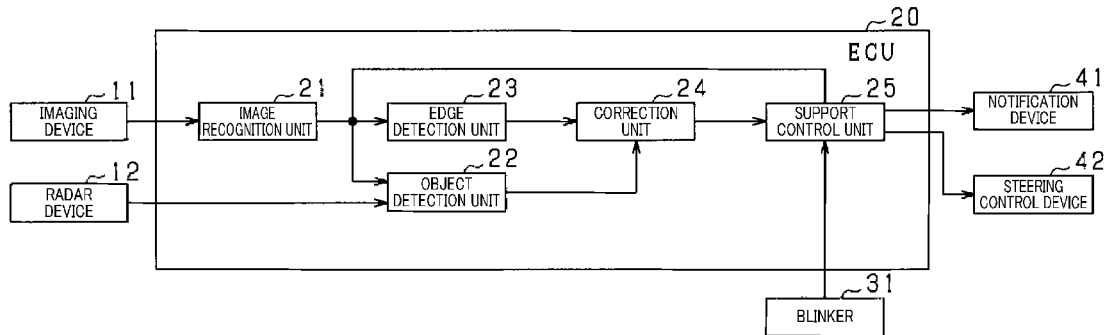 20
ECU
11
IMAGING
DEVICE
21
IMAGE
RECOGNITION UNIT
23
EDGE
DETECTION UNIT
24
CORRECTION
UNIT
25
SUPPORT
CONTROL UNIT
41
NOTIFICATION
DEVICE
12
RADAR
DEVICE
22
OBJECT
DETECTION UNIT
42
STEERING
CONTROL DEVICE
31
BLINKER